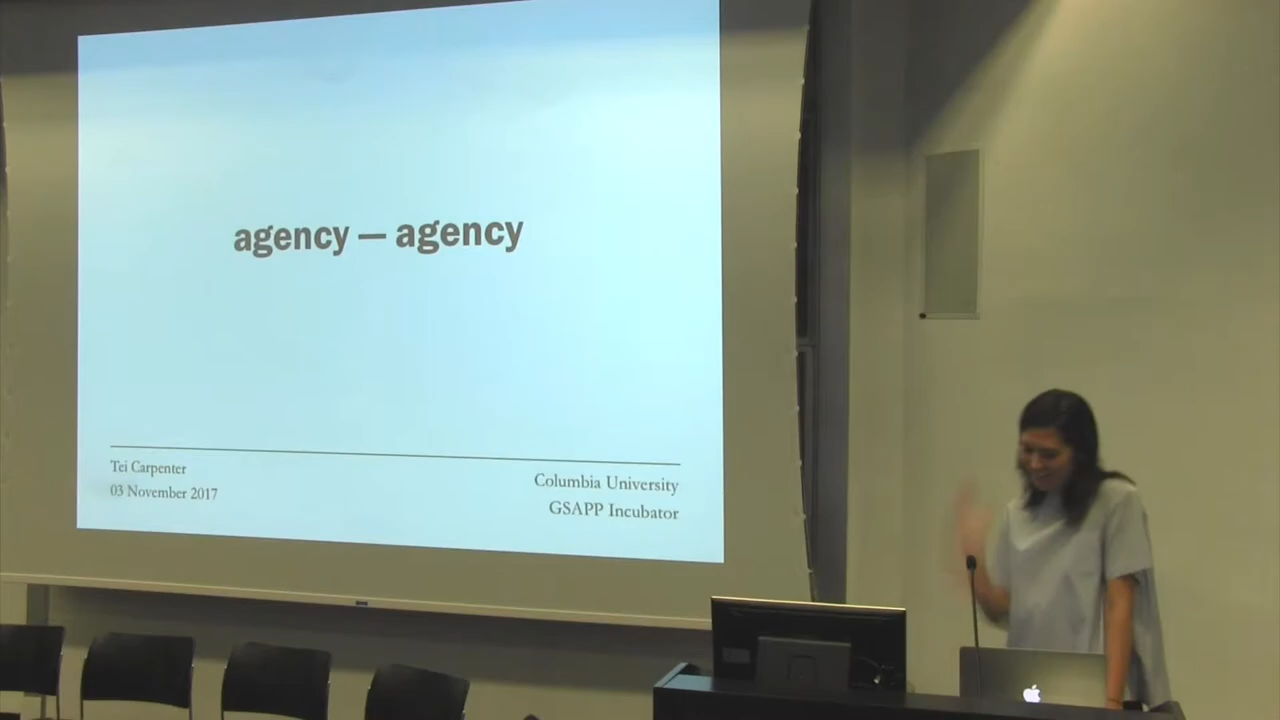 agency — agency
Tei Carpenter
03 November 2017
Columbia University
GSAPP Incubator